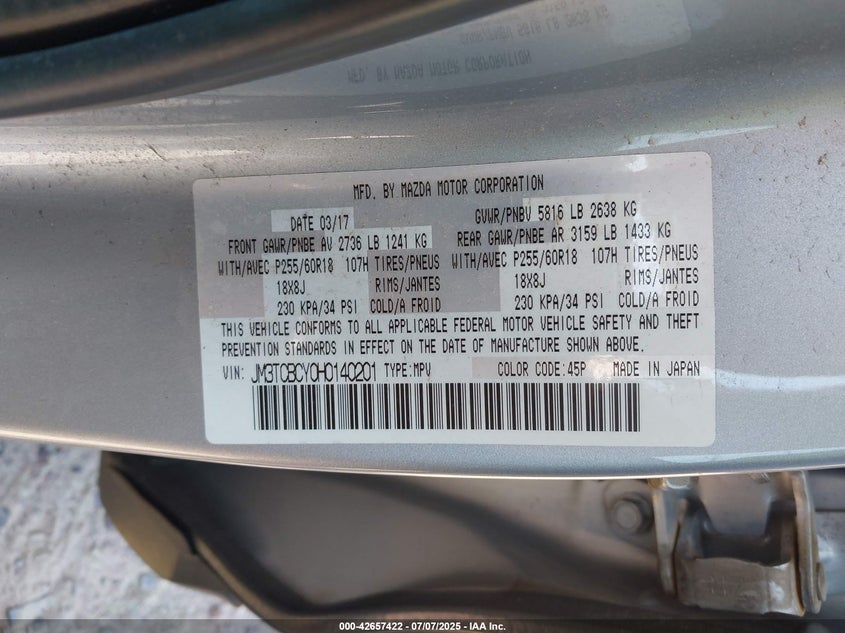 MFD. BY MAZDA MOTOR CORPORATION
DATE 03/17 GVWR/PNBV 5816 LB 2638 KG
FRONT GAWR/PNBE AV 2736 LB 1241 KG REAR GAWR/PNBE AR 3159 LB 1433 KG
WITH/AVEC P255/60R18 107H TIRES/PNEUS WITH/AVEC P255/60R18 107H TIRES/PNEUS
18X8J RIMS/JANTES 18X8J RIMS/JANTES
230 KPA/34 PSI COLD/A FROID 230 KPA/34 PSI COLD/A FROID
THIS VEHICLE CONFORMS TO ALL APPLICABLE FEDERAL MOTOR VEHICLE SAFETY AND THEFT
PREVENTION STANDARDS IN EFFECT ON THE DATE OF MANUFACTURE SHOWN ABOVE.
VIN: JM3TCBCY0H0140201 TYPE:MPV COLOR CODE:45P MADE IN JAPAN
000-42657422 - 07/07/2025 - WWW.IAAI.COM